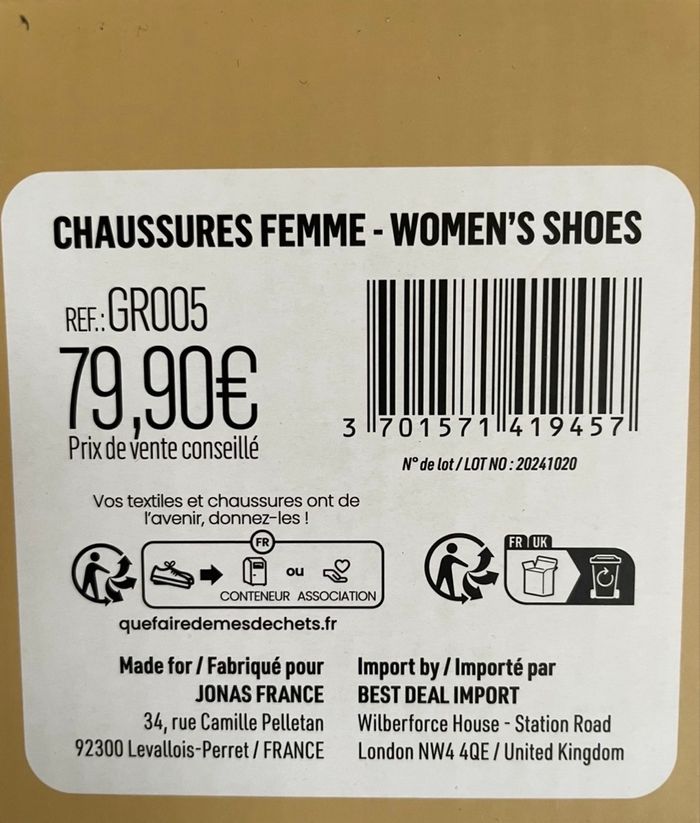 CHAUSSURES FEMME - WOMEN'S SHOES
REF.: GR005
79,90€
Prix de vente conseillé
3 701571 419457
N° de lot / LOT NO : 20241020
Vos textiles et chaussures ont de
l'avenir, donnez-les !
FR
ou
CONTENEUR ASSOCIATION
quefairedemesdechets.fr
FR UK
Made for / Fabriqué pour
JONAS FRANCE
34, rue Camille Pelletan
92300 Levallois-Perret / FRANCE
Import by / Importé par
BEST DEAL IMPORT
Wilberforce House - Station Road
London NW4 4QE / United Kingdom